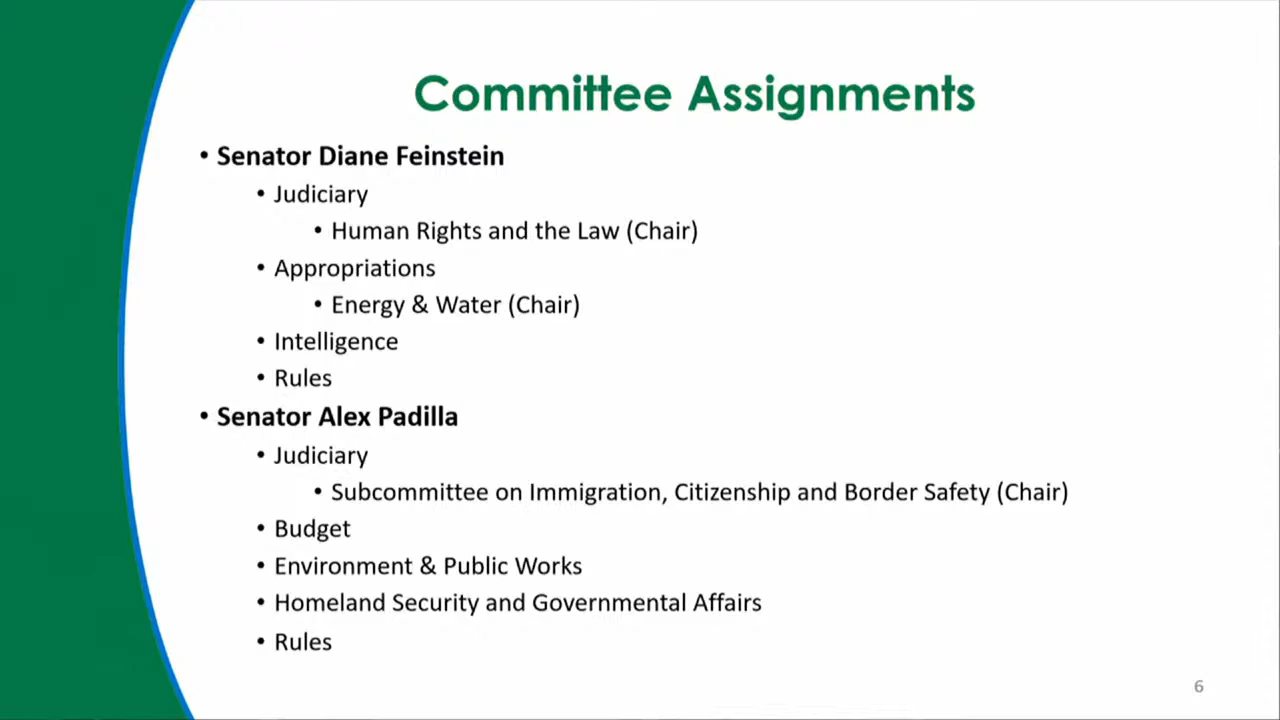 Committee Assignments
• Senator Diane Feinstein
• Judiciary
• Human Rights and the Law (Chair)
• Appropriations
• Energy & Water (Chair)
• Intelligence
• Rules
• Senator Alex Padilla
• Judiciary
• Subcommittee on Immigration, Citizenship and Border Safety (Chair)
• Budget
• Environment & Public Works
• Homeland Security and Governmental Affairs
• Rules
6